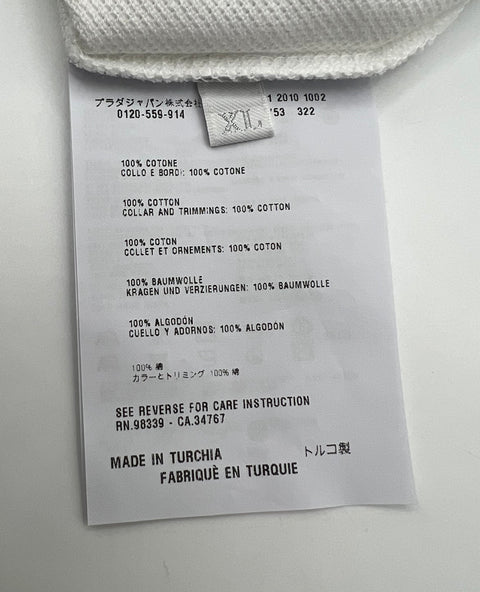 プラダジャパン株式会社 1 2010 1002
0120-559-914 53 322
XL
100% COTONE
COLLO E BORDI: 100% COTONE
100% COTTON
COLLAR AND TRIMMINGS: 100% COTTON
100% COTON
COLLET ET ORNEMENTS: 100% COTON
100% BAUMWOLLE
KRAGEN UND VERZIERUNGEN: 100% BAUMWOLLE
100% ALGODÓN
CUELLO Y ADORNOS: 100% ALGODÓN
100% 綿
カラーとトリミング 100% 綿
SEE REVERSE FOR CARE INSTRUCTION
RN.98339 - CA.34767
MADE IN TURCHIA トルコ製
FABRIQUÈ EN TURQUIE